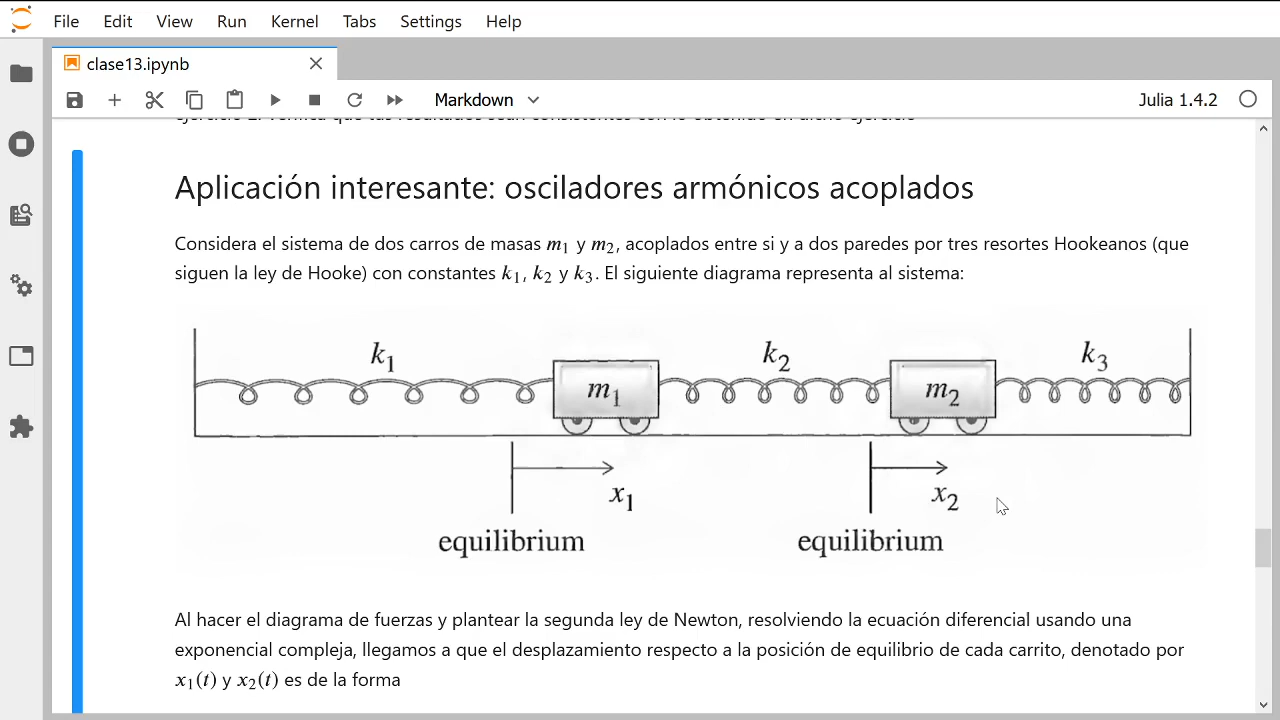 File Edit View Run Kernel Tabs Settings Help
clase13.ipynb
Markdown
Julia 1.4.2
Aplicación interesante: osciladores armónicos acoplados
Considera el sistema de dos carros de masas m₁ y m₂, acoplados entre si y a dos paredes por tres resortes Hookeanos (que
siguen la ley de Hooke) con constantes k₁, k₂ y k₃. El siguiente diagrama representa al sistema:
k₁ k₂ k₃
m₁ m₂
x₁ x₂
equilibrium equilibrium
Al hacer el diagrama de fuerzas y plantear la segunda ley de Newton, resolviendo la ecuación diferencial usando una
exponencial compleja, llegamos a que el desplazamiento respecto a la posición de equilibrio de cada carrito, denotado por
x₁(t) y x₂(t) es de la forma